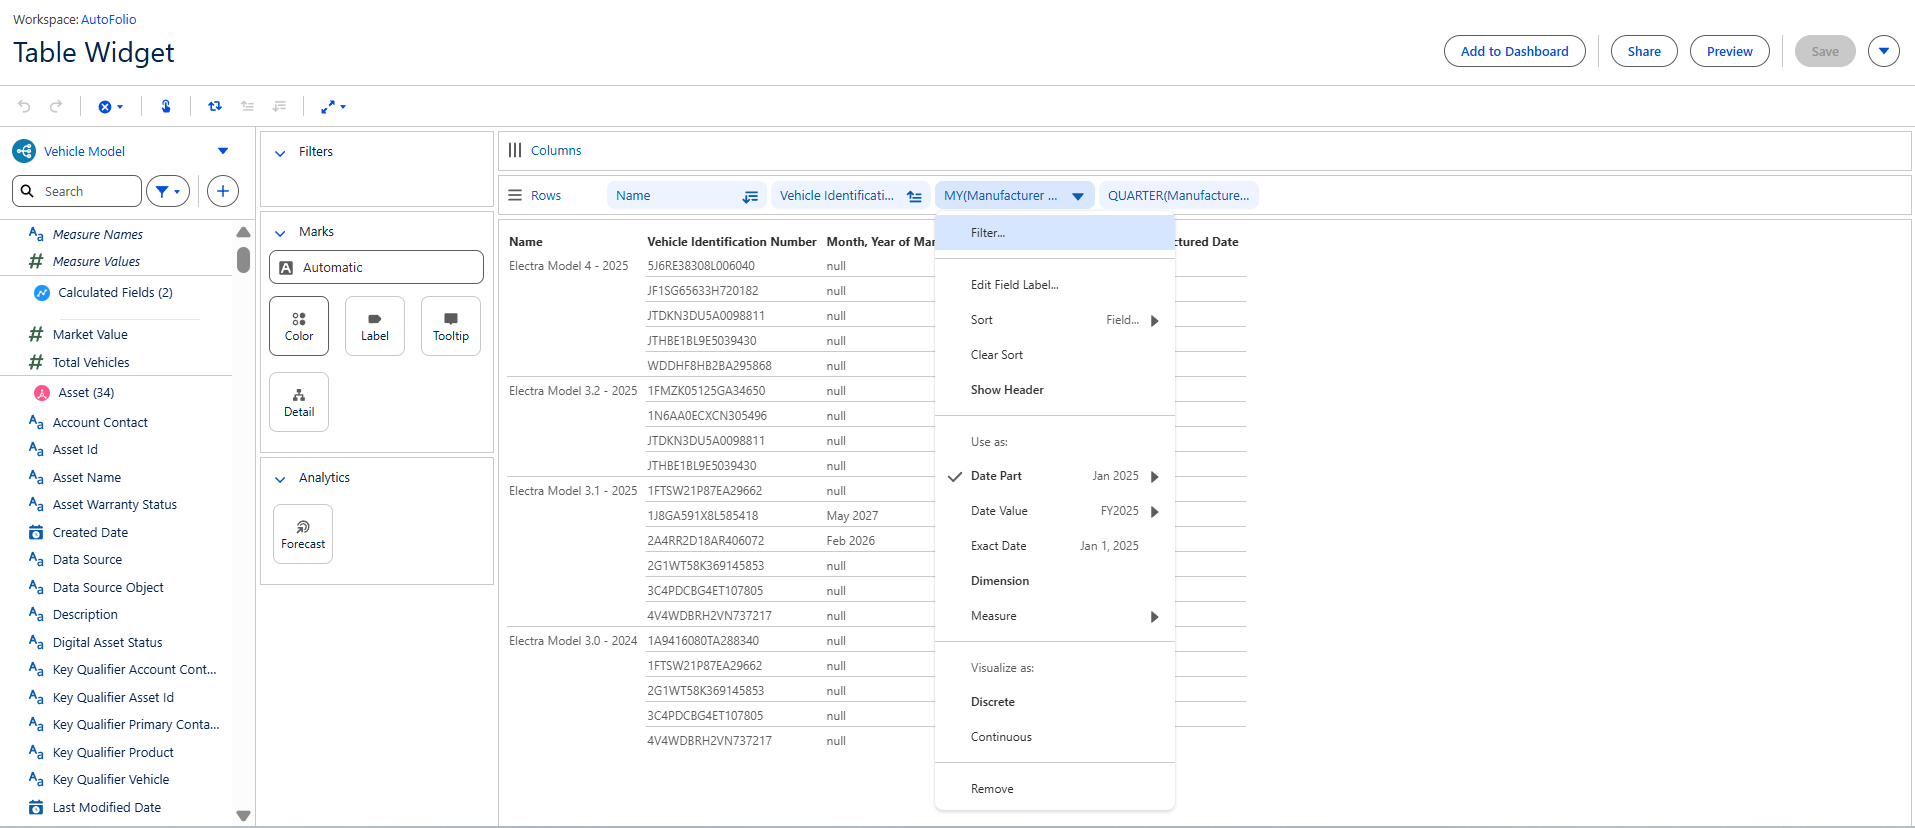 Workspace: AutoFolio
Table Widget
Add to Dashboard
Share
Preview
Save
Vehicle Model
Search
Measure Names
Measure Values
Calculated Fields (2)
Market Value
Total Vehicles
Asset (34)
Account Contact
Asset Id
Asset Name
Asset Warranty Status
Created Date
Data Source
Data Source Object
Description
Digital Asset Status
Key Qualifier Account Cont...
Key Qualifier Asset Id
Key Qualifier Primary Conta...
Key Qualifier Product
Key Qualifier Vehicle
Last Modified Date
Filters
Marks
Automatic
Color
Label
Tooltip
Detail
Analytics
Forecast
Columns
Rows
Name
Vehicle Identificati...
MY(Manufacturer ...
QUARTER(Manufacture...
Name Vehicle Identification Number Month, Year of Mar tured Date
Electra Model 4 - 2025 5J6RE38308L006040 null
JF1SG65633H720182 null
JTDKN3DU5A0098811 null
JTHBE1BL9E5039430 null
WDDHF8HB2BA295868 null
Electra Model 3.2 - 2025 1FMZK05125GA34650 null
1N6AA0ECXCN305496 null
JTDKN3DU5A0098811 null
JTHBE1BL9E5039430 null
Electra Model 3.1 - 2025 1FTSW21P87EA29662 null
1J8GA591X8L585418 May 2027
2A4RR2D18AR406072 Feb 2026
2G1WT58K369145853 null
3C4PDCBG4ET107805 null
4V4WDBRH2VN737217 null
Electra Model 3.0 - 2024 1A9416080TA288340 null
1FTSW21P87EA29662 null
2G1WT58K369145853 null
3C4PDCBG4ET107805 null
4V4WDBRH2VN737217 null
Filter...
Edit Field Label...
Sort Field...
Clear Sort
Show Header
Use as:
Date Part Jan 2025
Date Value FY2025
Exact Date Jan 1, 2025
Dimension
Measure
Visualize as:
Discrete
Continuous
Remove